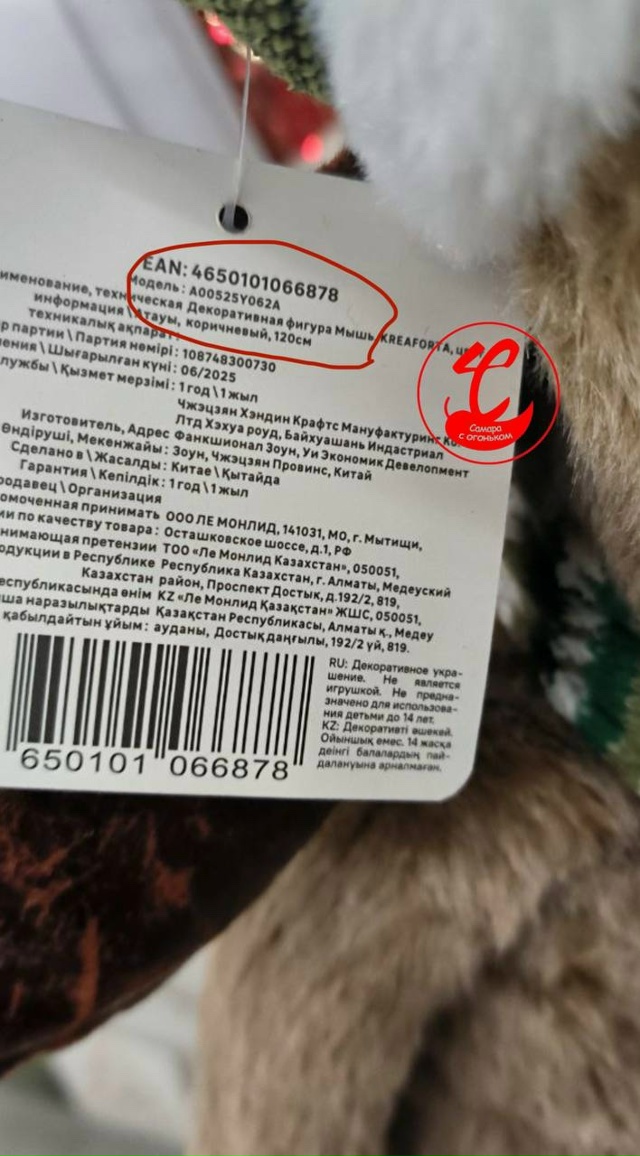 EAN: 4650101066878
Модель: A00525Y062A
именование, техническая Декоративная фигура Мышь, KREAFORTA,
информация \ Атауы, коричневый, 120см
техникалық ақпарат:
р партии \ Партия нөмірі: 108748300730
ения \ Шығарылған күні: 06/2025
лужбы \ Қызмет мерзімі: 1 год \ 1 жыл
Чжэцзян Хэндин Крафтс Мануфактуринг Ко.
Лтд Хэхуа роуд, Байхуашань Индастриал
Изготовитель, Адрес Фанкшионал Зоун, Уи Экономик Девелопмент
Өндіруші, Мекенжайы: Зоун, Чжэцзян Провинс, Китай
Сделано в \ Жасалды: Китае \ Қытайда
Гарантия \ Кепілдік: 1 год \ 1 жыл
родавец \ Организация
омоченная принимать ООО ЛЕ МОНЛИД, 141031, МО, г. Мытищи,
ии по качеству товара: Осташковское шоссе, д.1, РФ
нимающая претензии ТОО «Ле Монлид Казахстан», 050051,
одукции в Республике Республика Казахстан, г. Алматы, Медеуский
Казахстан район, Проспект Достык, д.192/2, 819,
еспубликасында өнім KZ «Ле Монлид Қазақстан» ЖШС, 050051,
ша наразылықтарды Қазақстан Республикасы, Алматы қ., Медеу
қабылдайтын ұйым: ауданы, Достық даңғылы, 192/2 үй, 819.
RU: Декоративное укра-
шение. Не является
игрушкой. Не предна-
значено для использова-
ния детьми до 14 лет.
KZ: Декоративті әшекей.
Ойыншық емес. 14 жасқа
дейінгі балалардың пай-
далануына арналмаған.
650101 066878
Самара
с огоньком